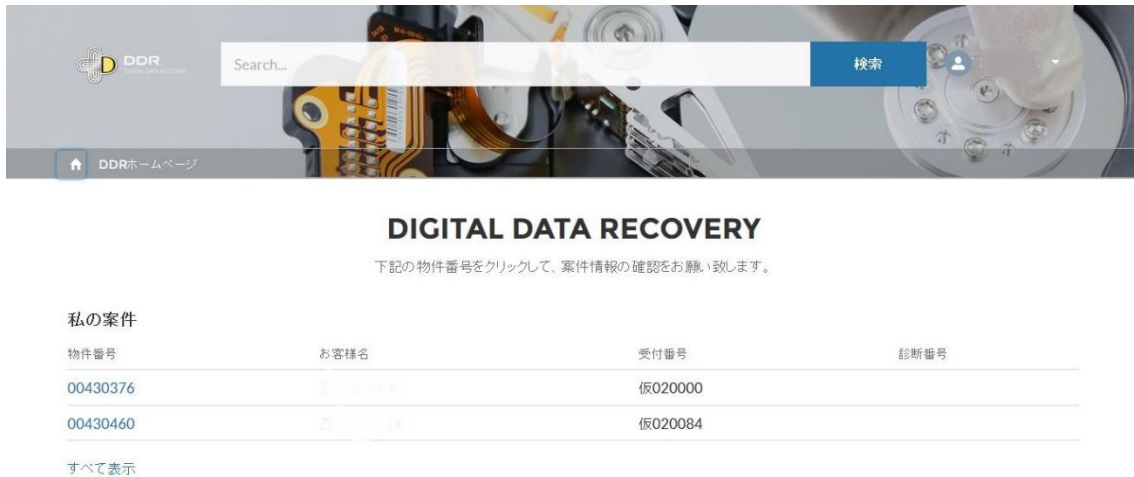 DDR
DIGITAL DATA RECOVERY
Search...
検索
DDRホームページ
DIGITAL DATA RECOVERY
下記の物件番号をクリックして、案件情報の確認をお願い致します。
私の案件
物件番号 お客様名 受付番号 診断番号
00430376 仮020000
00430460 仮020084
すべて表示